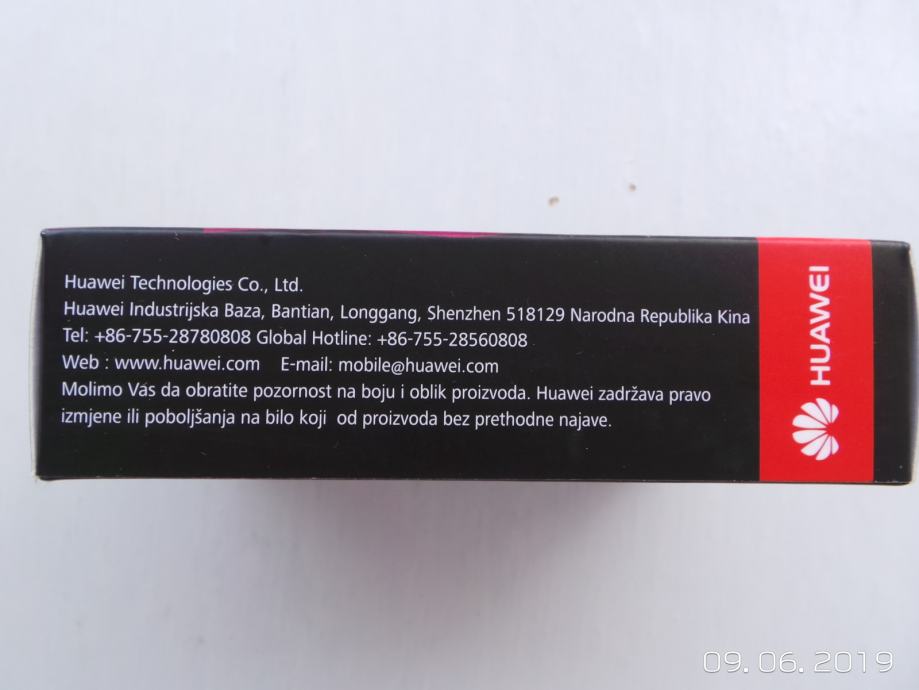 Huawei Technologies Co., Ltd.
Huawei Industrijska Baza, Bantian, Longgang, Shenzhen 518129 Narodna Republika Kina
Tel: +86-755-28780808 Global Hotline: +86-755-28560808
Web : www.huawei.com E-mail: mobile@huawei.com
Molimo Vas da obratite pozornost na boju i oblik proizvoda. Huawei zadržava pravo
izmjene ili poboljšanja na bilo koji od proizvoda bez prethodne najave.
HUAWEI
09.06.2019